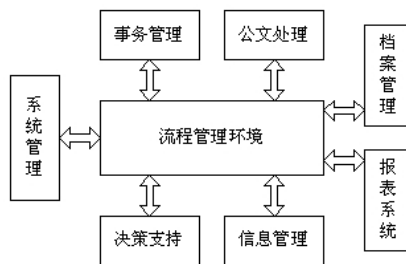 事务管理
公文处理
档案管理
系统管理
流程管理环境
报表系统
决策支持
信息管理